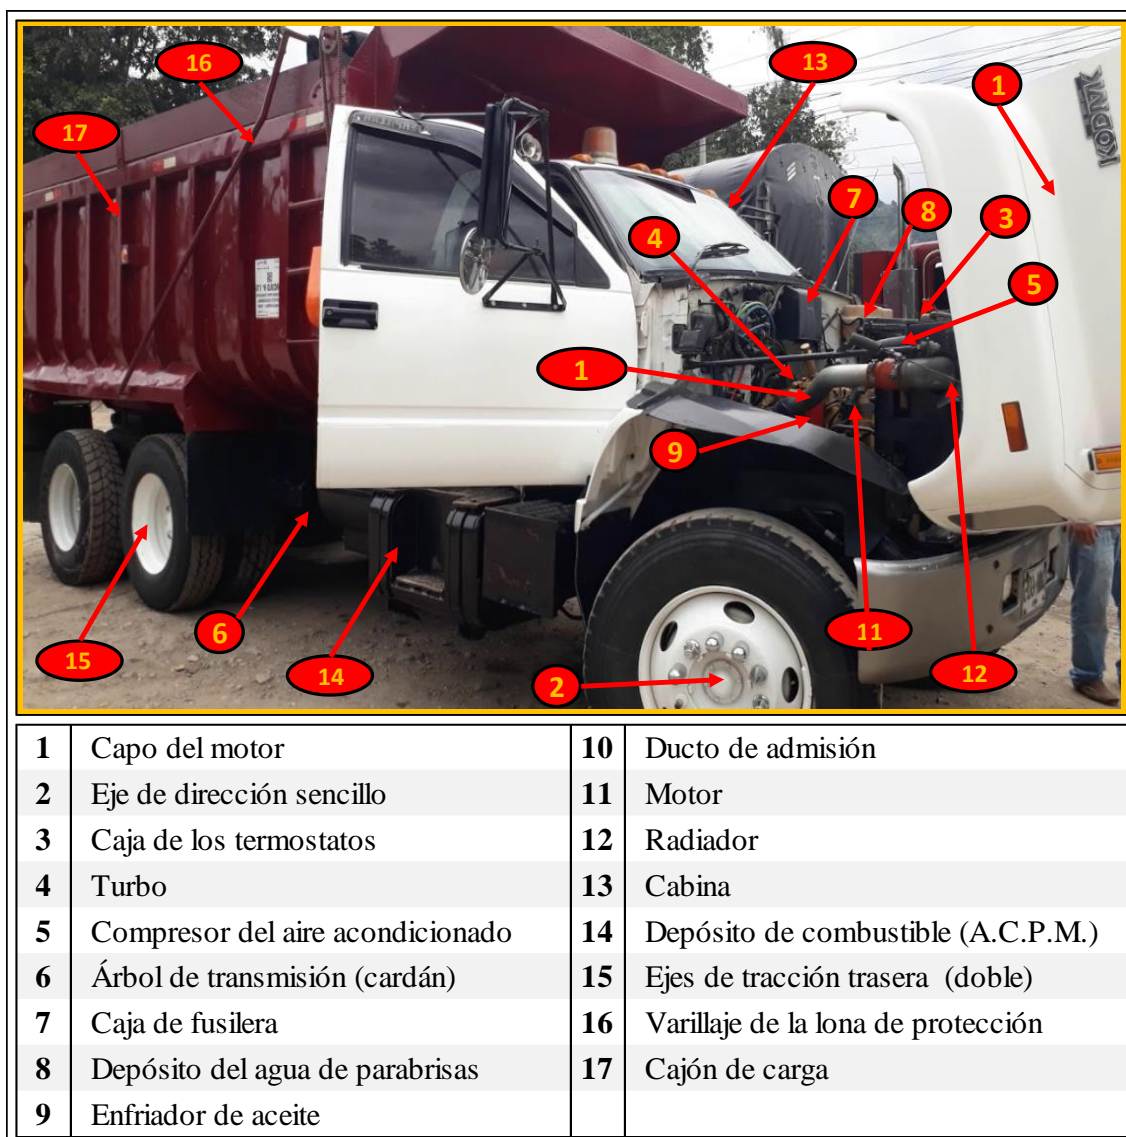 16
13
1
KODIAK
17
7
8
3
4
5
1
9
6
11
15
14
2
12
1 Capo del motor 10 Ducto de admisión
2 Eje de dirección sencillo 11 Motor
3 Caja de los termostatos 12 Radiador
4 Turbo 13 Cabina
5 Compresor del aire acondicionado 14 Depósito de combustible (A.C.P.M.)
6 Árbol de transmisión (cardán) 15 Ejes de tracción trasera (doble)
7 Caja de fusilera 16 Varillaje de la lona de protección
8 Depósito del agua de parabrisas 17 Cajón de carga
9 Enfriador de aceite